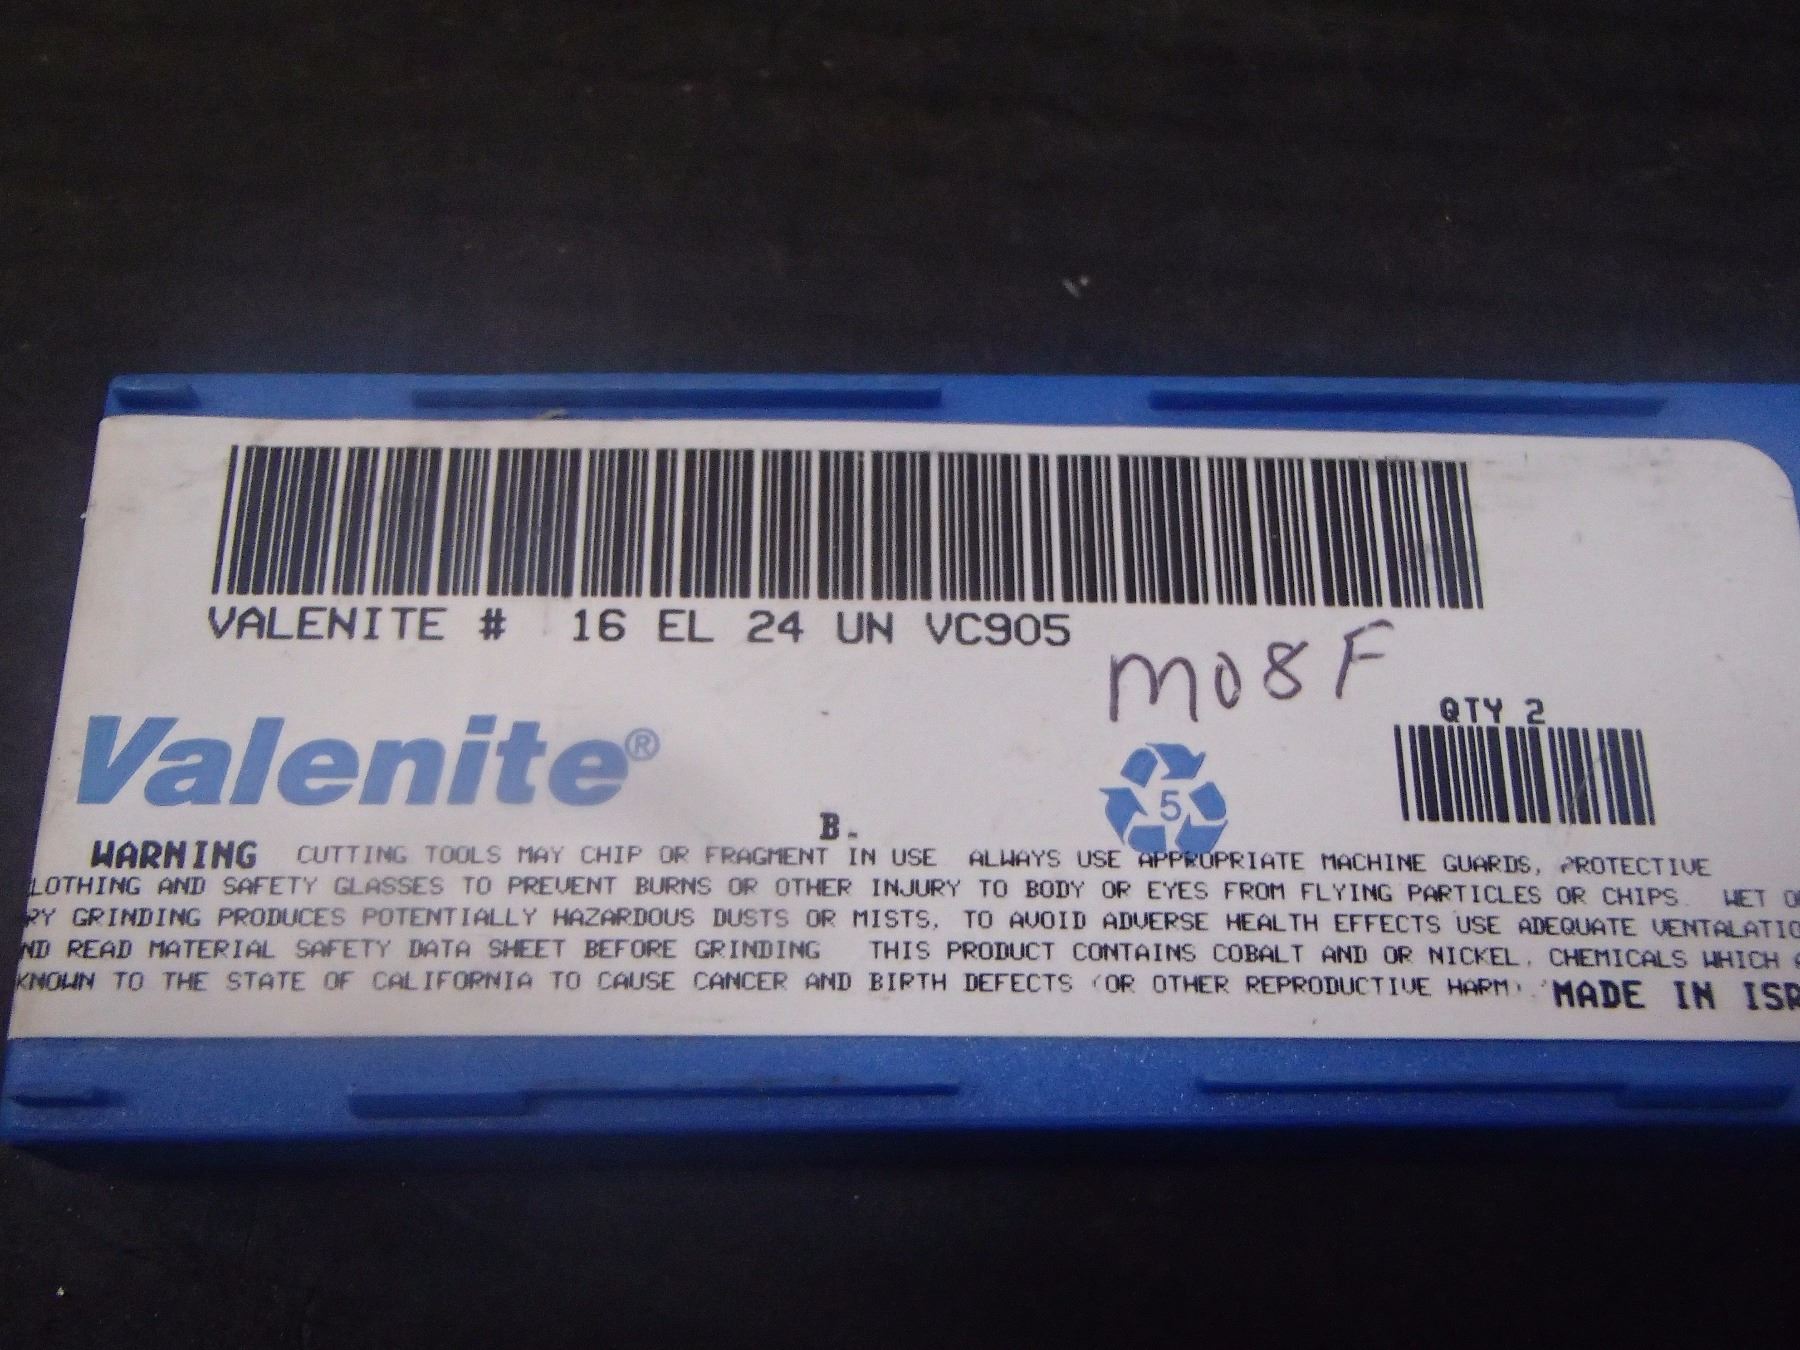 VALENITE # 16 EL 24 UN VC905
M08F
QTY 2
Valenite®
5
B.
WARNING CUTTING TOOLS MAY CHIP OR FRAGMENT IN USE ALWAYS USE APPROPRIATE MACHINE GUARDS, PROTECTIVE
LOTHING AND SAFETY GLASSES TO PREVENT BURNS OR OTHER INJURY TO BODY OR EYES FROM FLYING PARTICLES OR CHIPS. WET O
RY GRINDING PRODUCES POTENTIALLY HAZARDOUS DUSTS OR MISTS, TO AVOID ADVERSE HEALTH EFFECTS USE ADEQUATE VENTALATIO
ND READ MATERIAL SAFETY DATA SHEET BEFORE GRINDING THIS PRODUCT CONTAINS COBALT AND OR NICKEL, CHEMICALS WHICH A
KNOWN TO THE STATE OF CALIFORNIA TO CAUSE CANCER AND BIRTH DEFECTS (OR OTHER REPRODUCTIVE HARM). MADE IN ISR